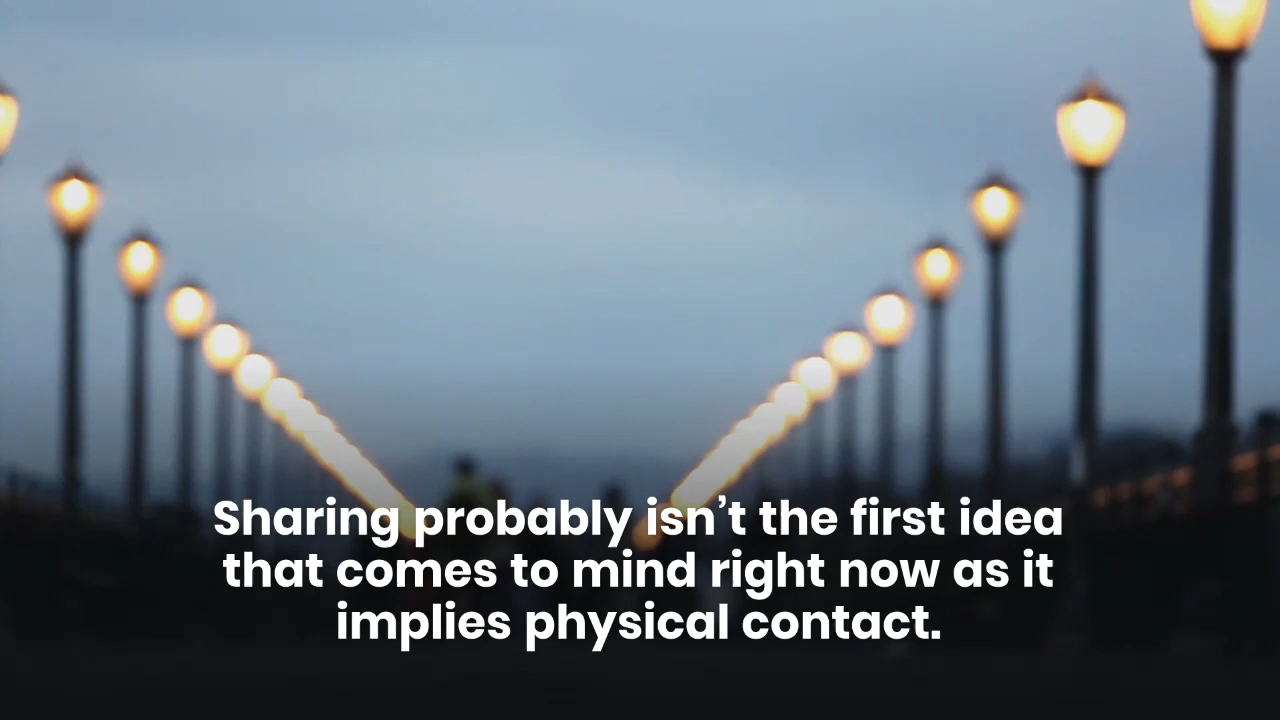 Sharing probably isn’t the first idea
that comes to mind right now as it
implies physical contact.